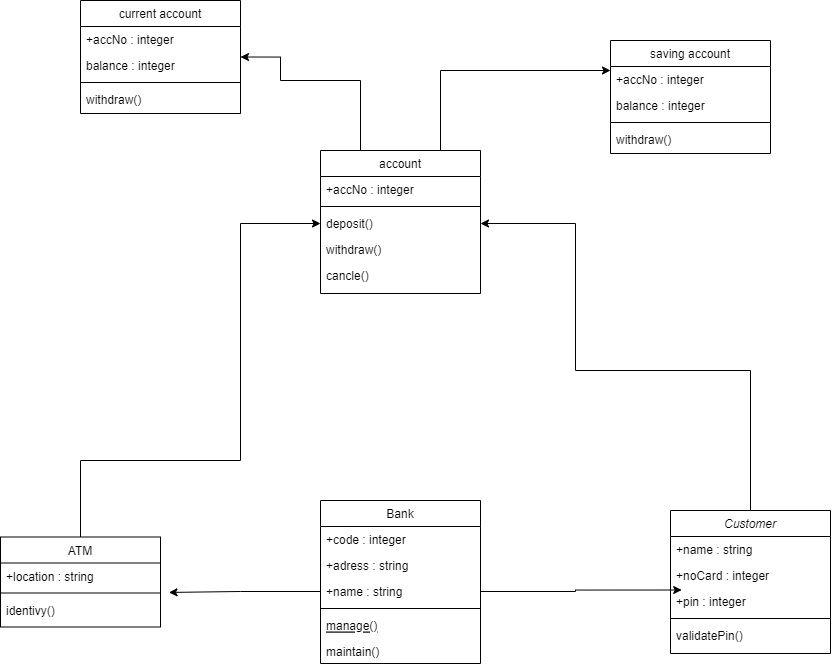 current account
+accNo : integer
balance : integer
withdraw()
saving account
+accNo : integer
balance : integer
withdraw()
account
+accNo : integer
deposit()
withdraw()
cancle()
ATM
+location : string
identivy()
Bank
+code : integer
+adress : string
+name : string
manage()
maintain()
Customer
+name : string
+noCard : integer
+pin : integer
validatePin()